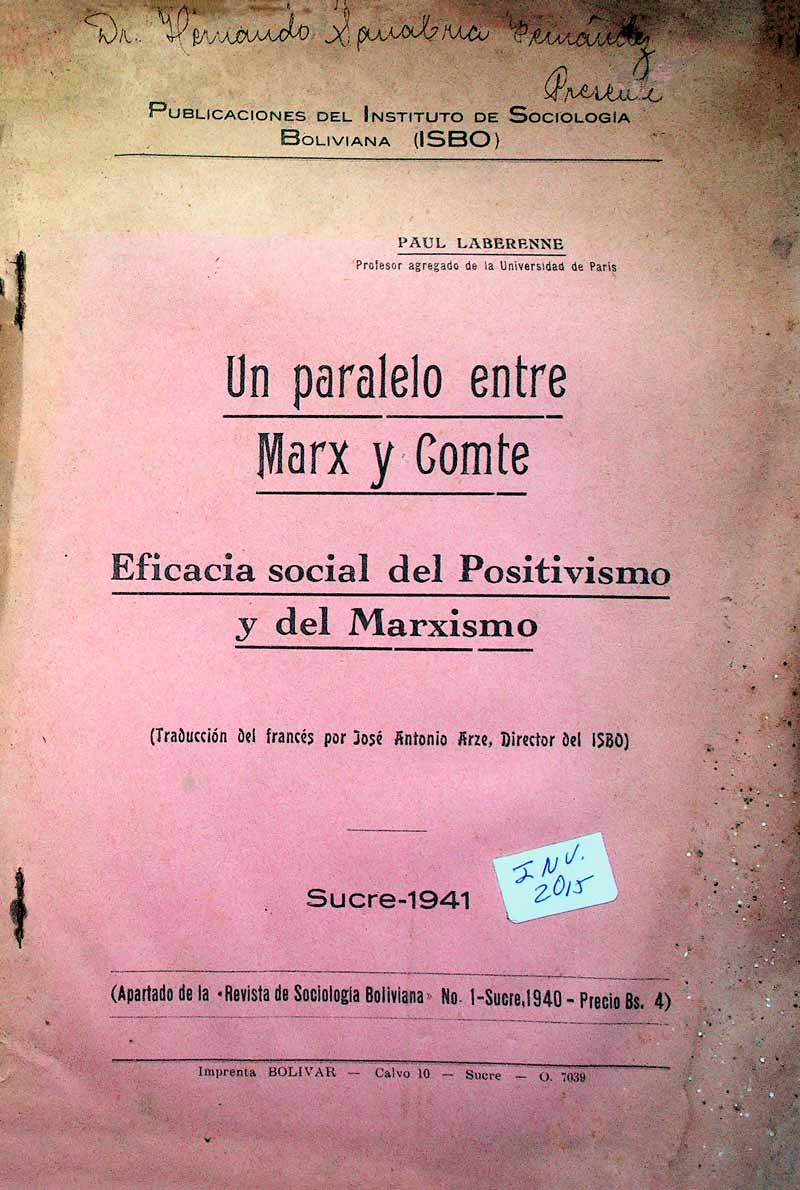 Dr. Hernando Sanabria Fernández
Presente
PUBLICACIONES DEL INSTITUTO DE SOCIOLOGÍA
BOLIVIANA (ISBO)
PAUL LABERENNE
Profesor agregado de la Universidad de París
Un paralelo entre
Marx y Comte
Eficacia social del Positivismo
y del Marxismo
(Traducción del francés por José Antonio Arze, Director del ISBO)
INV.
2015
Sucre-1941
(Apartado de la «Revista de Sociología Boliviana» No. 1-Sucre,1940 - Precio Bs. 4)
Imprenta BOLIVAR — Calvo 10 — Sucre — O. 7039